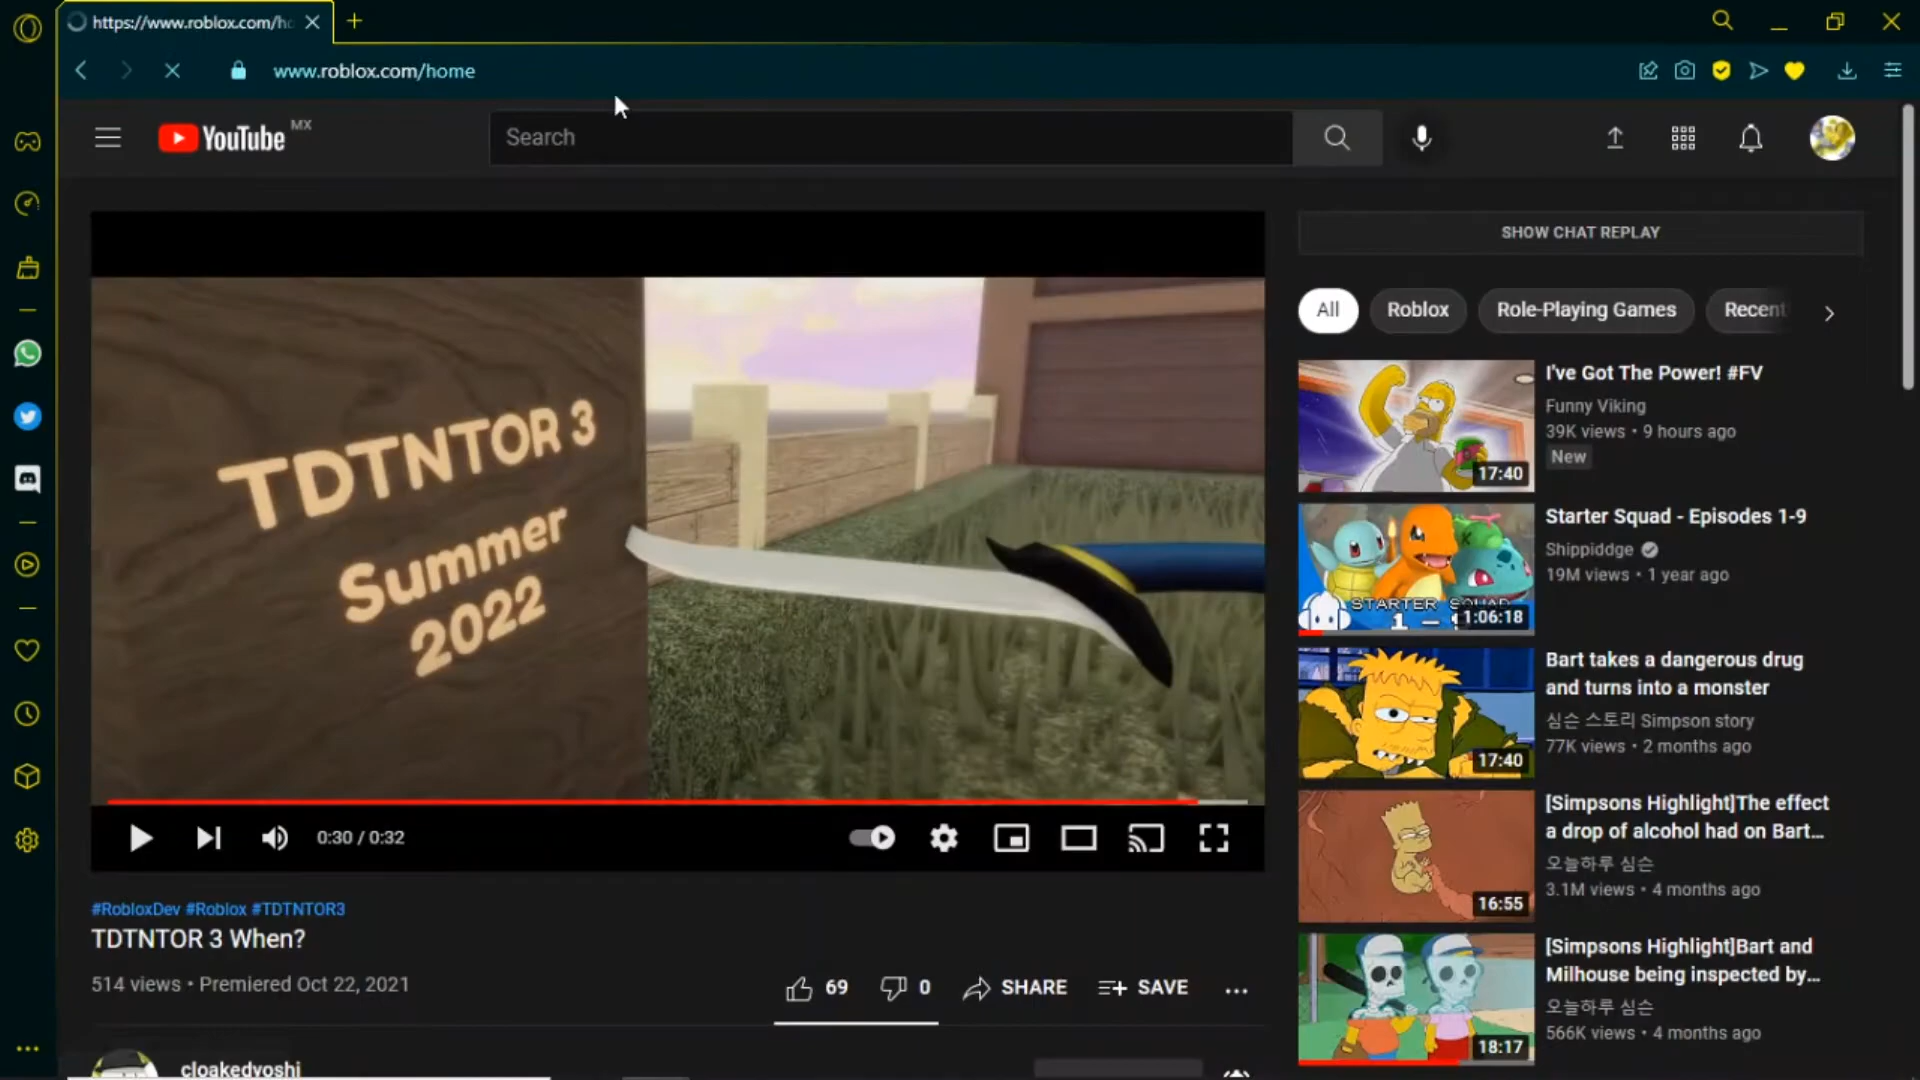 https://www.roblox.com/ho
www.roblox.com/home
YouTube MX
Search
SHOW CHAT REPLAY
All
Roblox
Role-Playing Games
Recent
TDTNTOR 3
Summer
2022
I've Got The Power! #FV
Funny Viking
39K views • 9 hours ago
New
17:40
Starter Squad - Episodes 1-9
Shippiddge
19M views • 1 year ago
STARTER SQUAD
1 -
1:06:18
Bart takes a dangerous drug
and turns into a monster
심슨 스토리 Simpson story
77K views • 2 months ago
17:40
[Simpsons Highlight]The effect
a drop of alcohol had on Bart...
오늘하루 심슨
3.1M views • 4 months ago
16:55
[Simpsons Highlight]Bart and
Milhouse being inspected by...
오늘하루 심슨
566K views • 4 months ago
18:17
0:30 / 0:32
#RobloxDev #Roblox #TDTNTOR3
TDTNTOR 3 When?
514 views • Premiered Oct 22, 2021
69
0
SHARE
SAVE
cloakedyoshi